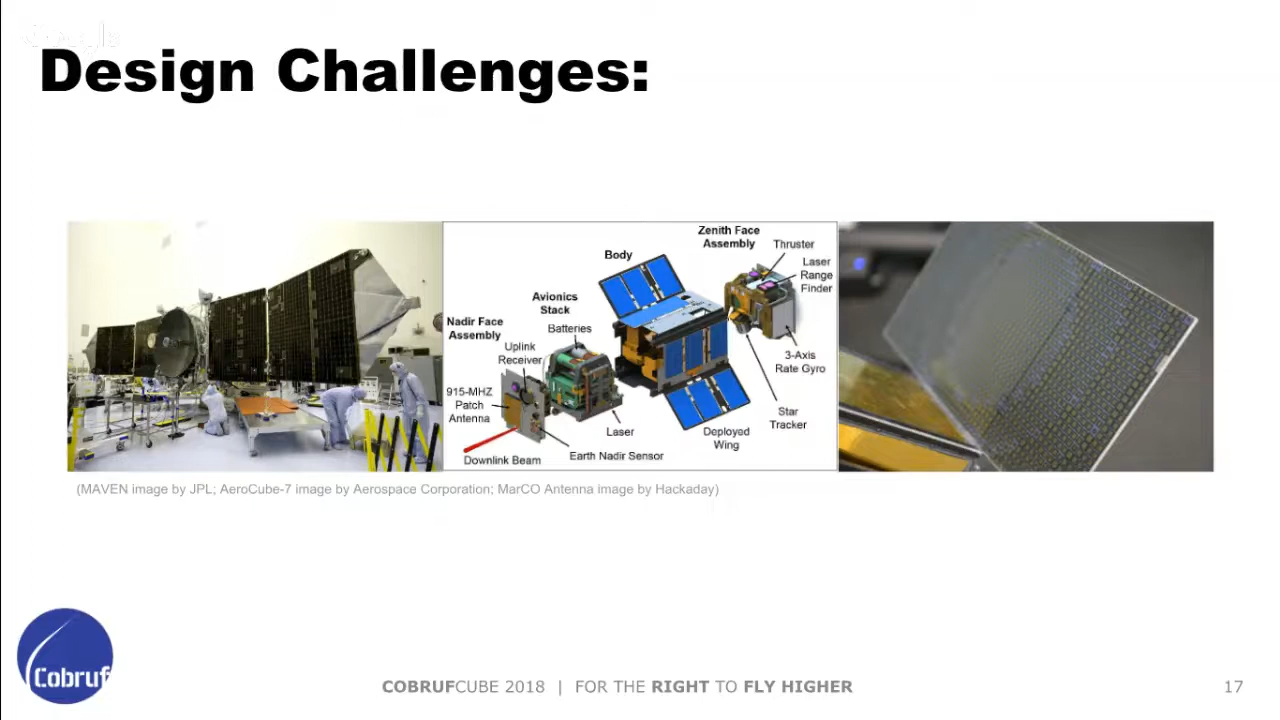 Google
Design Challenges:
Zenith Face
Assembly
Thruster
Body
Laser
Range
Finder
Avionics
Stack
Batteries
Nadir Face
Assembly
Uplink
Receiver
3-Axis
Rate Gyro
915-MHZ
Patch
Antenna
Star
Tracker
Laser
Deployed
Wing
Earth Nadir Sensor
Downlink Beam
(MAVEN image by JPL; AeroCube-7 image by Aerospace Corporation; MarCO Antenna image by Hackaday)
Cobruf
COBRUFCUBE 2018 | FOR THE RIGHT TO FLY HIGHER
17